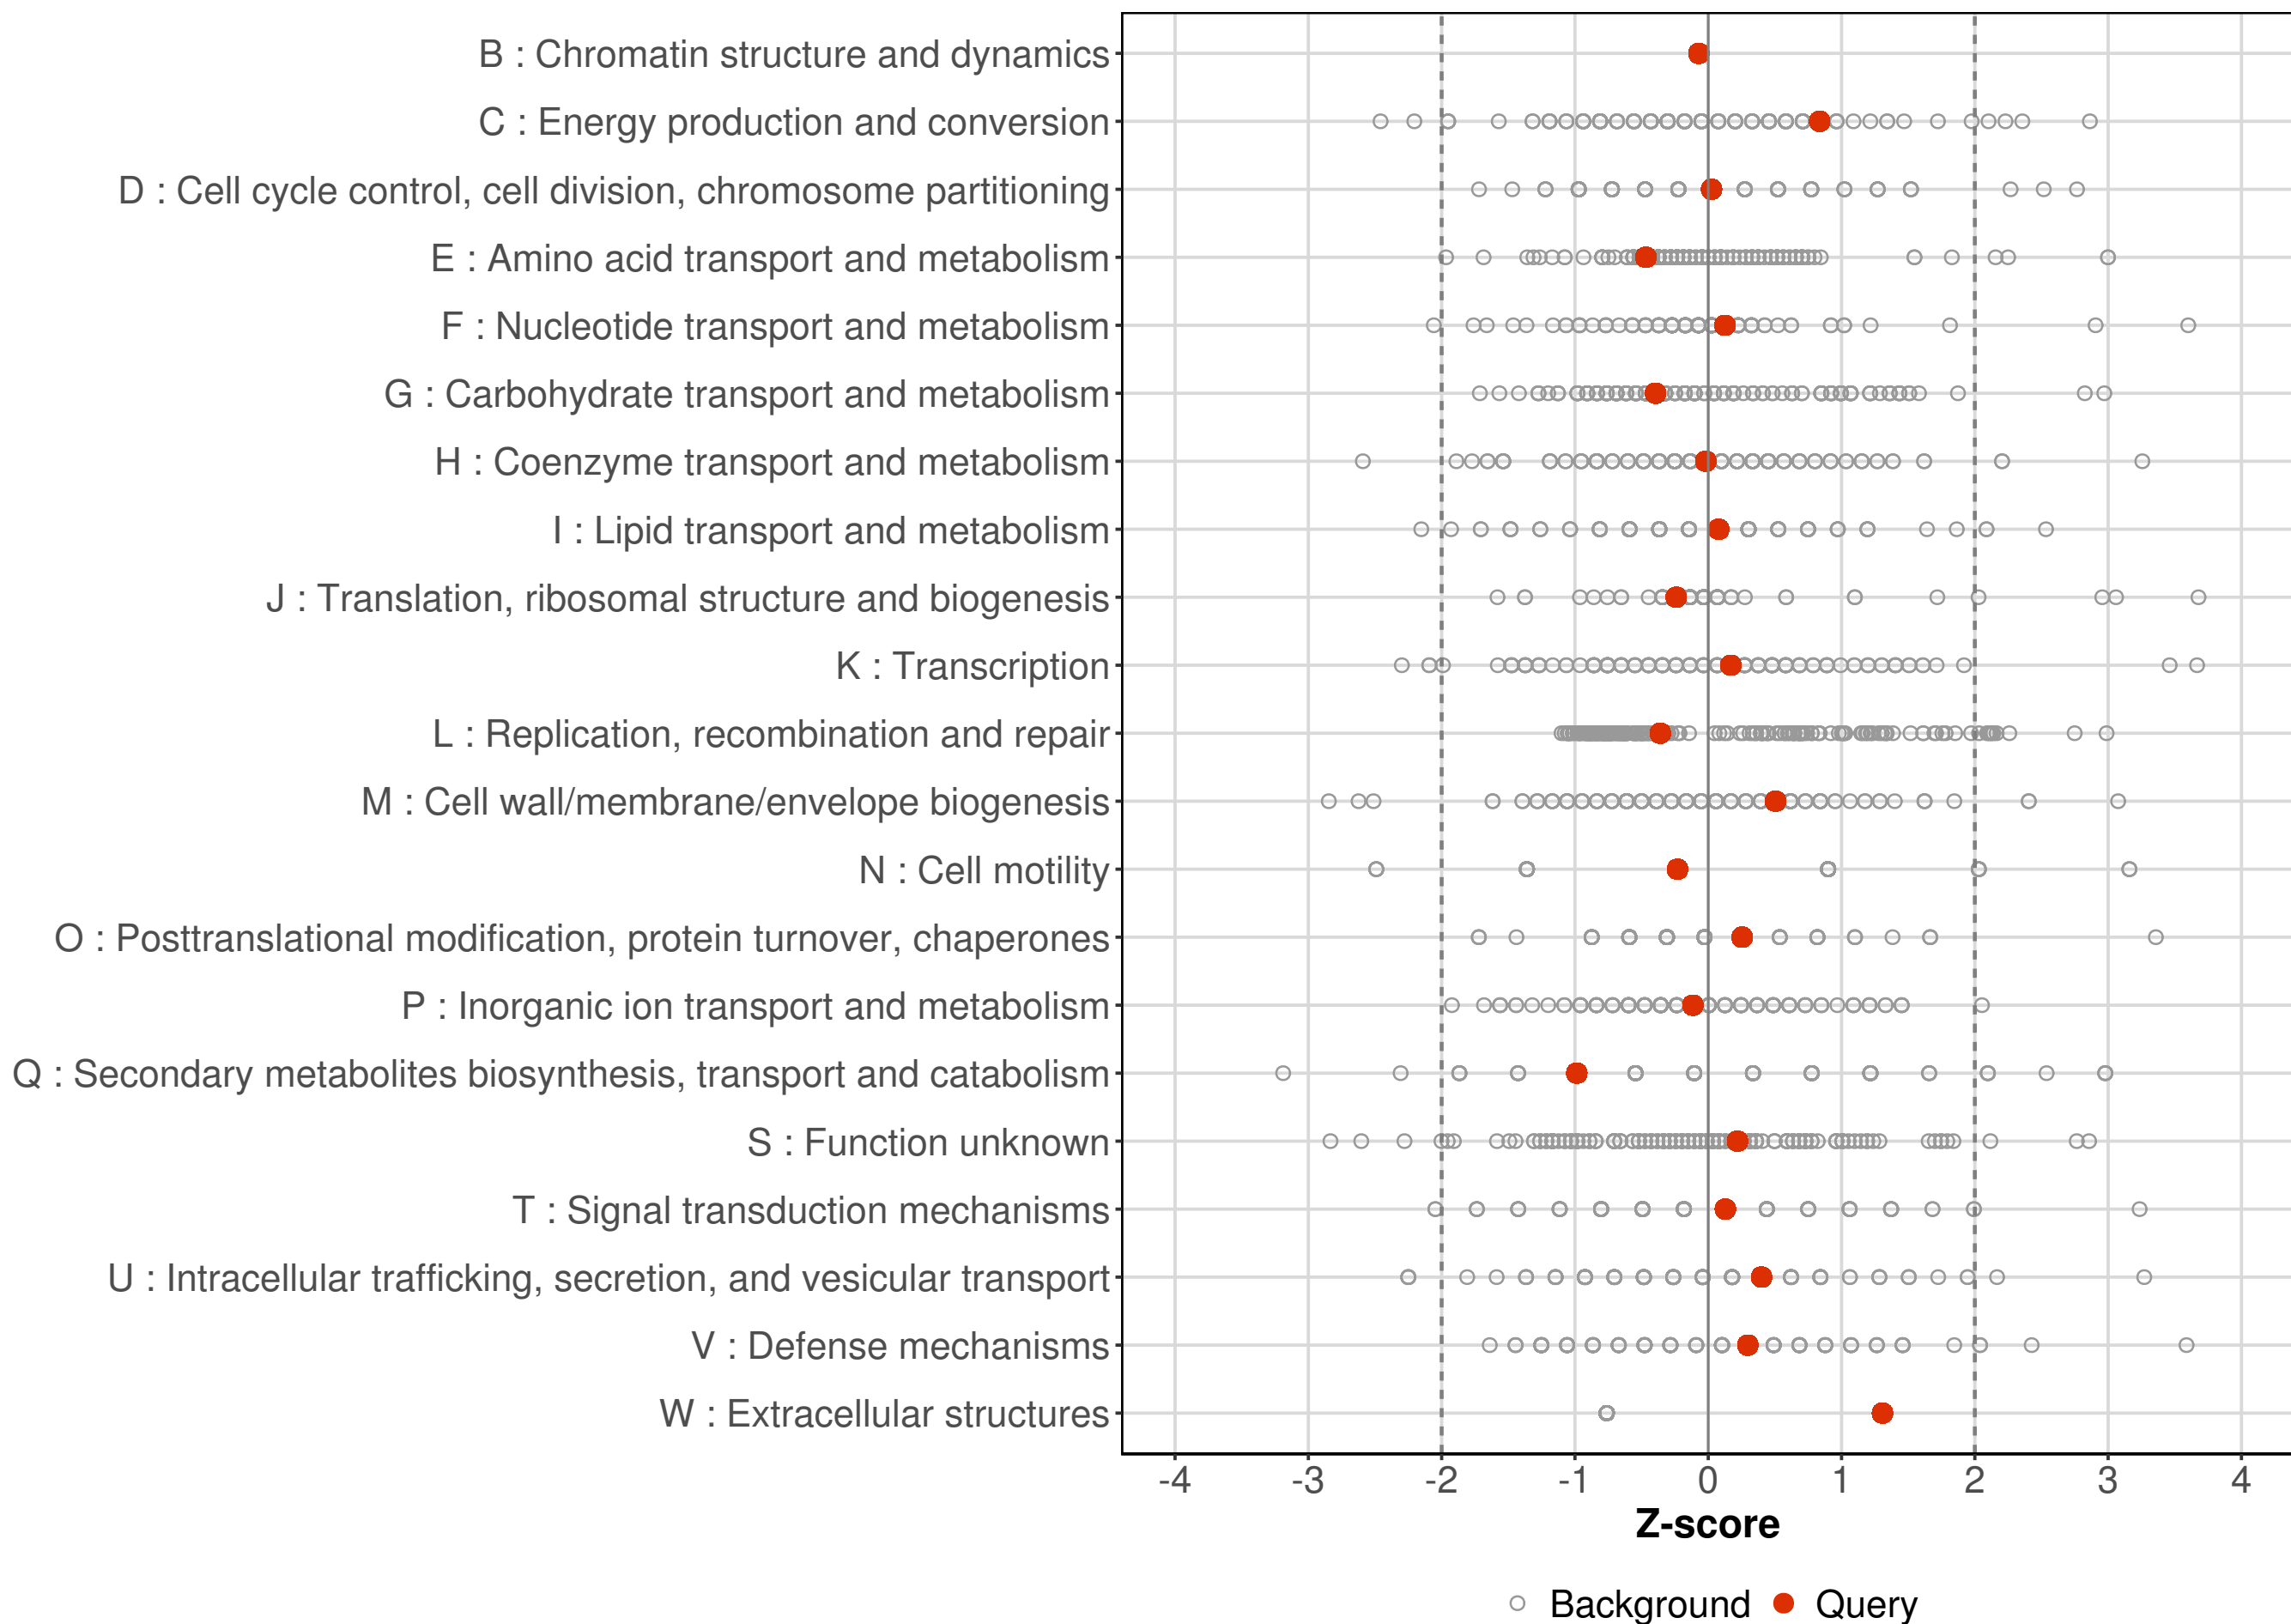 B : Chromatin structure and dynamics
C : Energy production and conversion
D : Cell cycle control, cell division, chromosome partitioning
E : Amino acid transport and metabolism
F : Nucleotide transport and metabolism
G : Carbohydrate transport and metabolism
H : Coenzyme transport and metabolism
I : Lipid transport and metabolism
J : Translation, ribosomal structure and biogenesis
K : Transcription
L : Replication, recombination and repair
M : Cell wall/membrane/envelope biogenesis
N : Cell motility
O : Posttranslational modification, protein turnover, chaperones
P : Inorganic ion transport and metabolism
Q : Secondary metabolites biosynthesis, transport and catabolism
S : Function unknown
T : Signal transduction mechanisms
U : Intracellular trafficking, secretion, and vesicular transport
V : Defense mechanisms
W : Extracellular structures
-4 -3 -2 -1 0 1 2 3 4
Z-score
Background Query